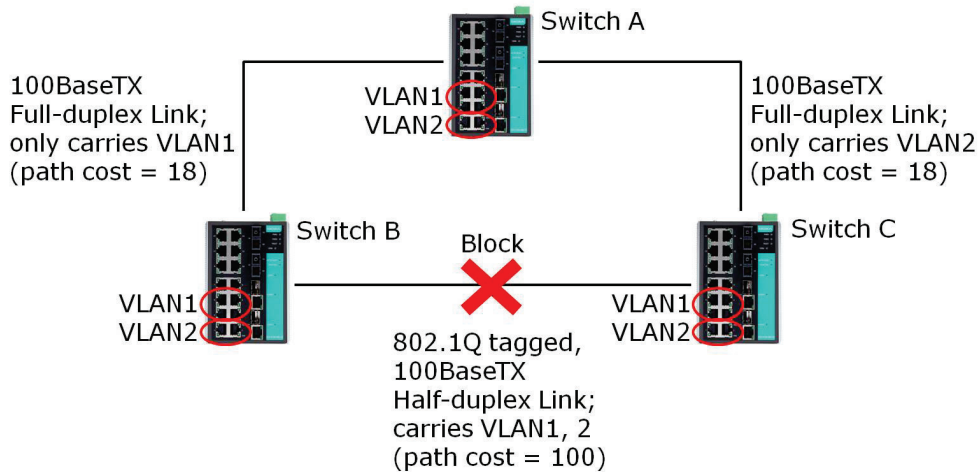 Switch A
100BaseTX
Full-duplex Link;
only carries VLAN1
(path cost = 18)
VLAN1
VLAN2
100BaseTX
Full-duplex Link;
only carries VLAN2
(path cost = 18)
Switch B
Block
Switch C
VLAN1
VLAN2
VLAN1
VLAN2
802.1Q tagged,
100BaseTX
Half-duplex Link;
carries VLAN1, 2
(path cost = 100)